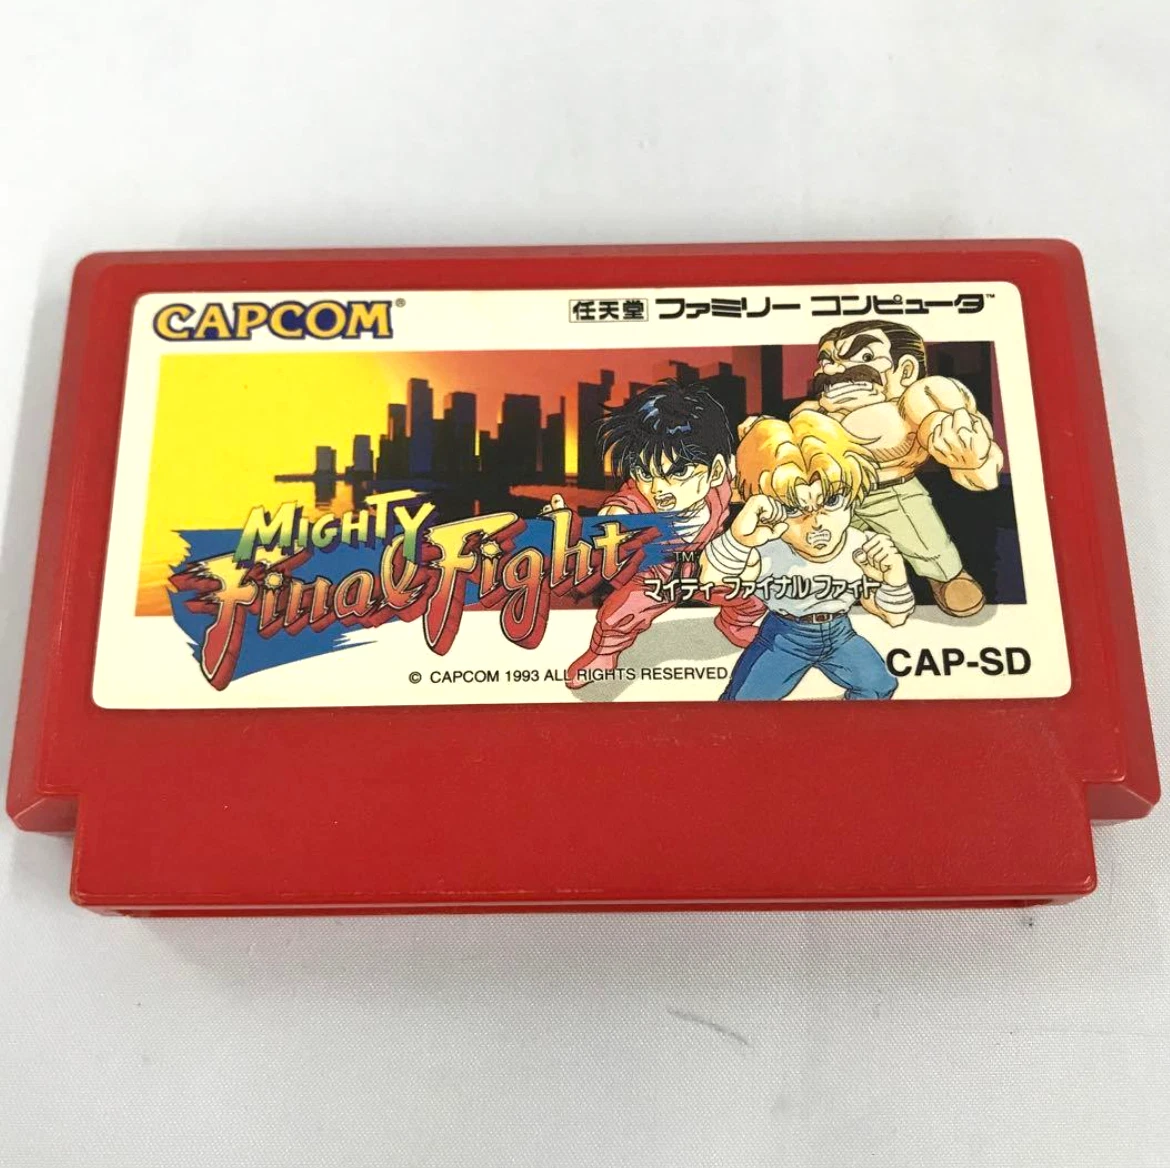 CAPCOM®
任天堂 ファミリー コンピュータ™
MIGHTY
Final Fight™
マイティ ファイナルファイト
© CAPCOM 1993 ALL RIGHTS RESERVED
CAP-SD